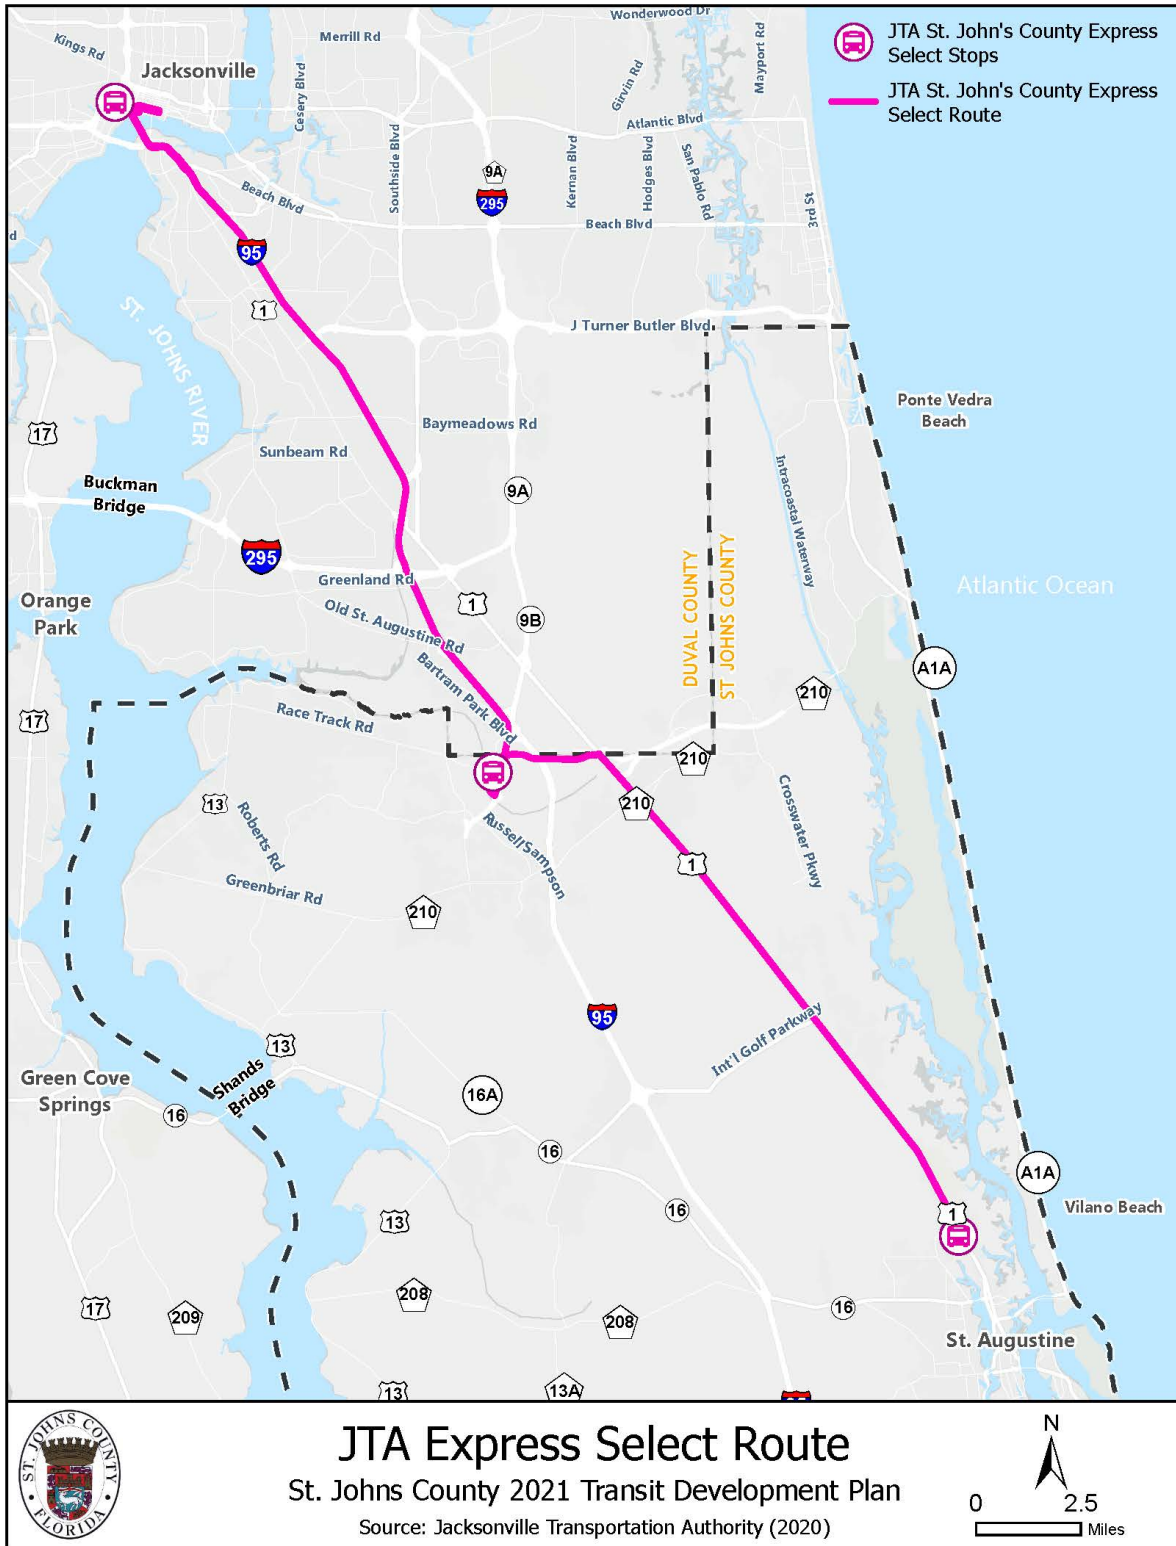 JTA St. John's County Express
Select Stops
JTA St. John's County Express
Select Route
Wonderwood Dr
Kings Rd
Merrill Rd
Jacksonville
Cesery Blvd
Girvin Rd
Mayport Rd
Atlantic Blvd
Southside Blvd
Kernan Blvd
Hodges Blvd
San Pablo Rd
9A
295
Beach Blvd
Beach Blvd
3rd St
d
95
1
ST. JOHNS RIVER
J Turner Butler Blvd
Ponte Vedra
Beach
17
Baymeadows Rd
Sunbeam Rd
Buckman
Bridge
9A
Intracoastal Waterway
295
Greenland Rd
DUVAL COUNTY
ST JOHNS COUNTY
Atlantic Ocean
Orange
Park
1
Old St. Augustine Rd
9B
A1A
Bartram Park Blvd
210
17
Race Track Rd
210
13
210
Roberts Rd
Russell Sampson
Crosswater Pkwy
1
Greenbriar Rd
210
95
Int'l Golf Parkway
13
Shands
Bridge
Green Cove
Springs
16A
16
16
A1A
13
16
1
Vilano Beach
17
209
208
208
16
St. Augustine
13
13A
ST. JOHNS COUNTY
FLORIDA
JTA Express Select Route
St. Johns County 2021 Transit Development Plan
Source: Jacksonville Transportation Authority (2020)
N
0 2.5
Miles